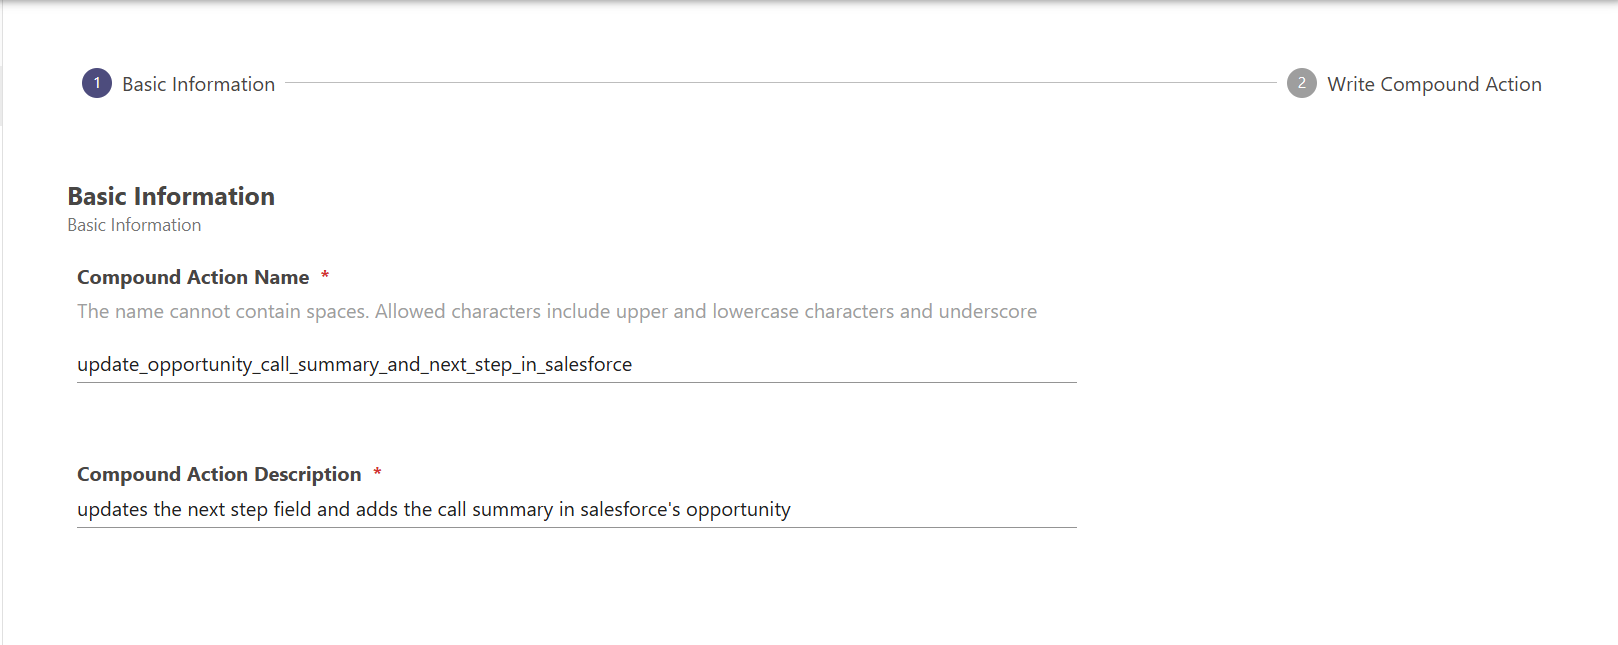 1 Basic Information
2 Write Compound Action
Basic Information
Basic Information
Compound Action Name *
The name cannot contain spaces. Allowed characters include upper and lowercase characters and underscore
update_opportunity_call_summary_and_next_step_in_salesforce
Compound Action Description *
updates the next step field and adds the call summary in salesforce's opportunity